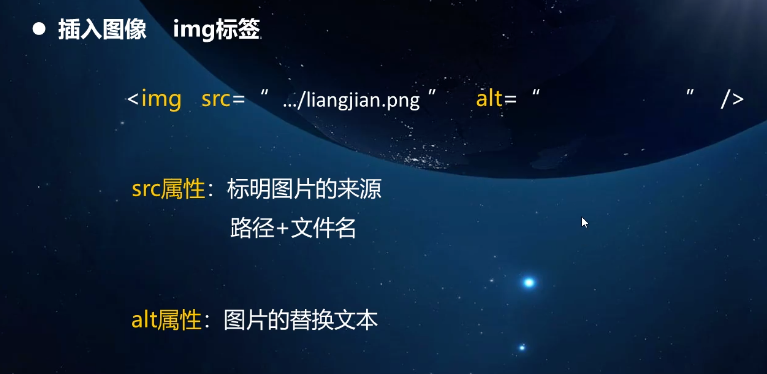 ● 插入图像 img标签
<img src= “ .../liangjian.png ” alt= “ ” />
src属性：标明图片的来源
路径+文件名
alt属性：图片的替换文本